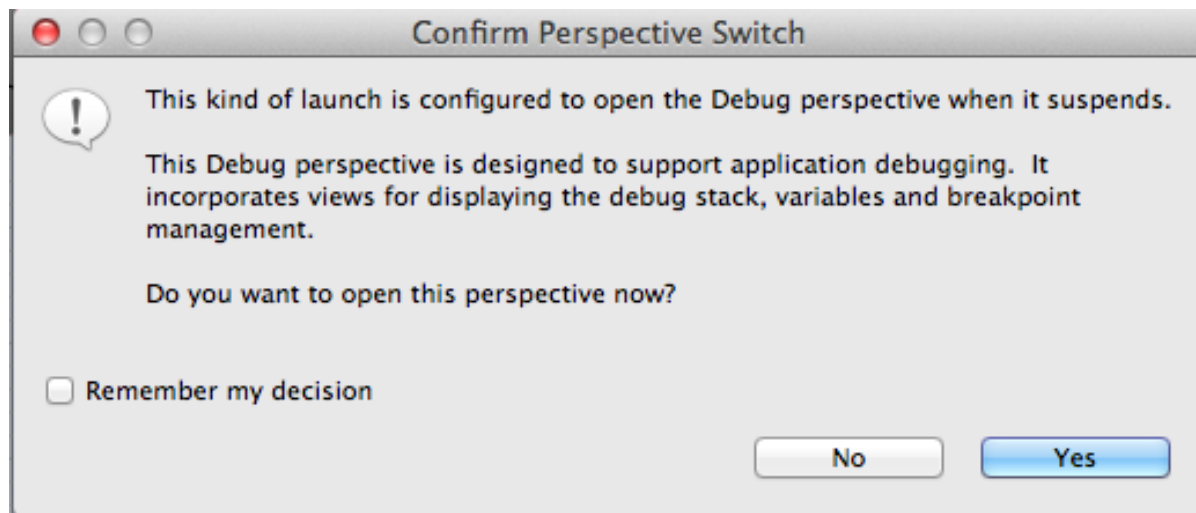 Confirm Perspective Switch
This kind of launch is configured to open the Debug perspective when it suspends.
This Debug perspective is designed to support application debugging.  It
incorporates views for displaying the debug stack, variables and breakpoint
management.
Do you want to open this perspective now?
Remember my decision
No Yes